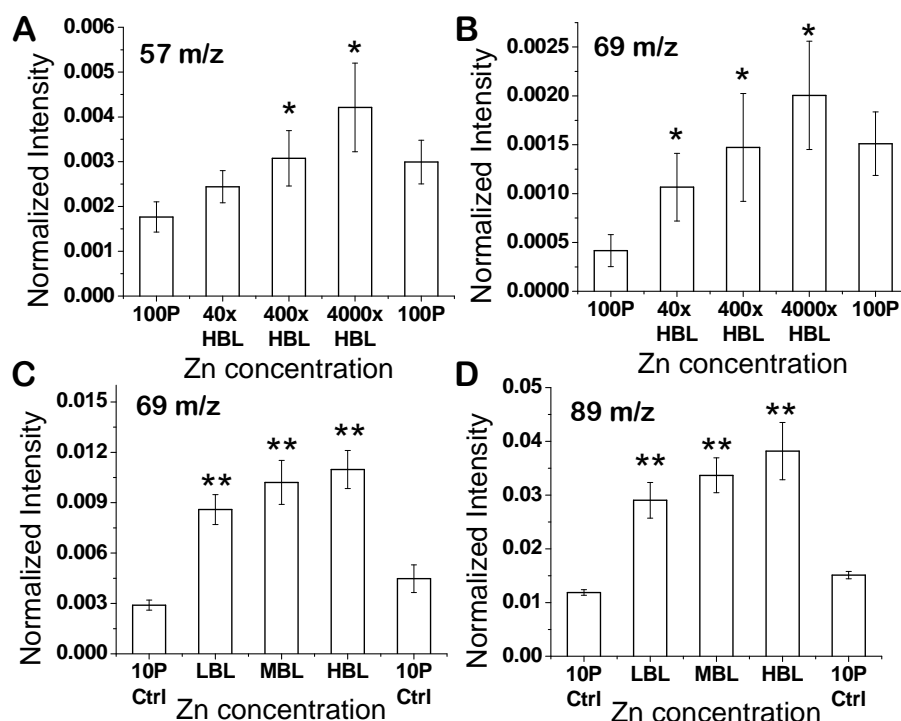 A
57 m/z
Normalized Intensity
0.006
0.005
0.004
0.003
0.002
0.001
0.000
*
*
100P 40x HBL 400x HBL 4000x HBL 100P
Zn concentration
B
69 m/z
Normalized Intensity
0.0025
0.0020
0.0015
0.0010
0.0005
0.0000
*
*
*
100P 40x HBL 400x HBL 4000x HBL 100P
Zn concentration
C
69 m/z
Normalized Intensity
0.015
0.012
0.009
0.006
0.003
0.000
**
**
**
10P Ctrl LBL MBL HBL 10P Ctrl
Zn concentration
D
89 m/z
Normalized Intensity
0.05
0.04
0.03
0.02
0.01
0.00
**
**
**
10P Ctrl LBL MBL HBL 10P Ctrl
Zn concentration